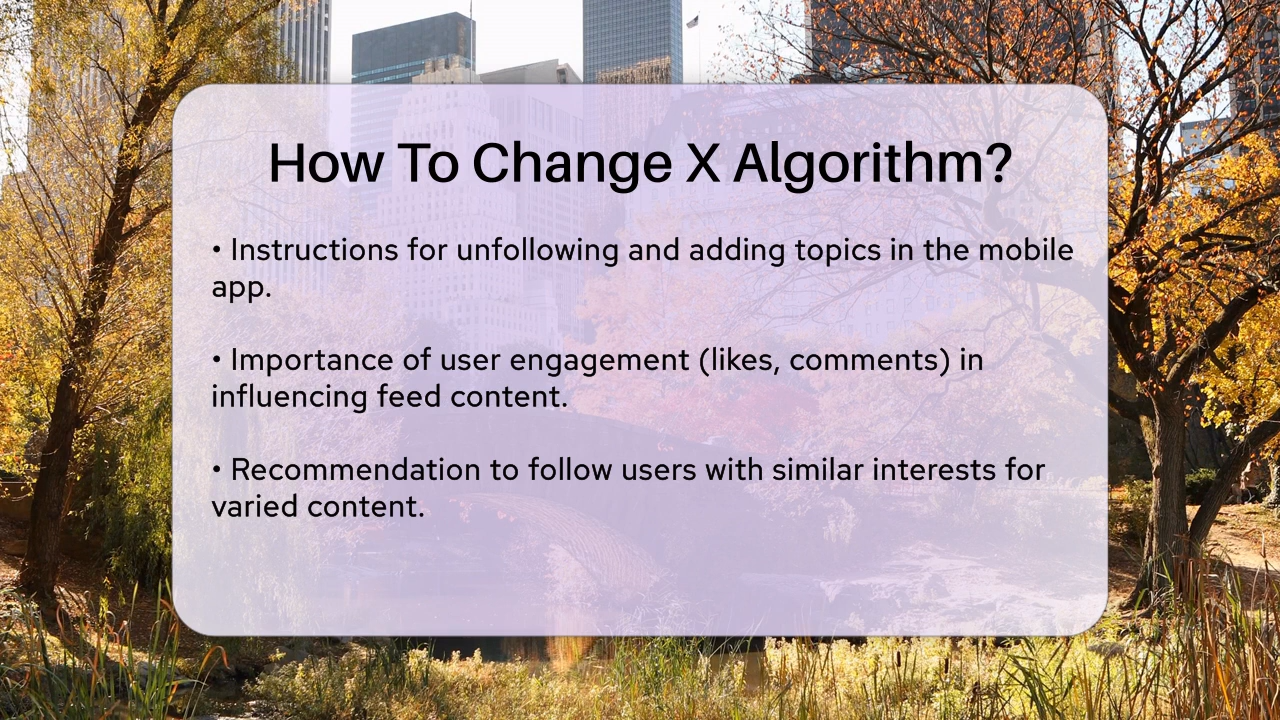 How To Change X Algorithm?
• Instructions for unfollowing and adding topics in the mobile
app.
• Importance of user engagement (likes, comments) in
influencing feed content.
• Recommendation to follow users with similar interests for
varied content.